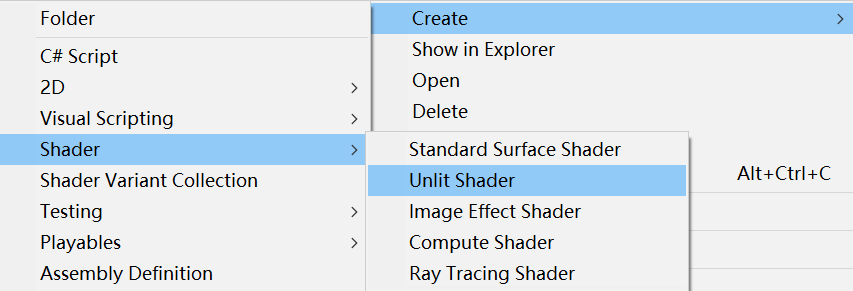 Folder
C# Script
2D
Visual Scripting
Shader
Shader Variant Collection
Testing
Playables
Assembly Definition
Create
Show in Explorer
Open
Delete
Alt+Ctrl+C
Standard Surface Shader
Unlit Shader
Image Effect Shader
Compute Shader
Ray Tracing Shader